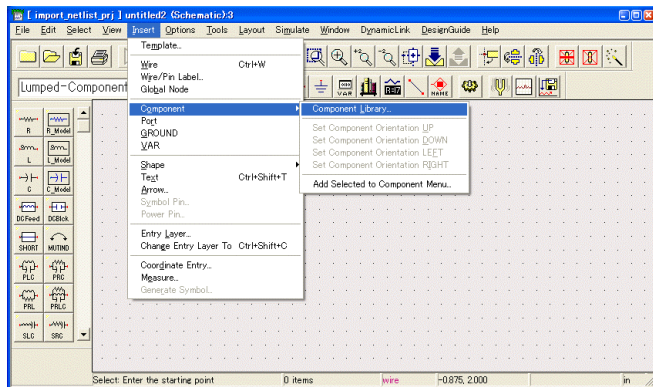 [ import_netlist_prj ] untitled2 (Schematic):3
File Edit Select View Insert Options Tools Layout Simulate Window DynamicLink DesignGuide Help
Template...
Wire Ctrl+W
Wire/Pin Label...
Global Node
Lumped-Component
VAR
R-17
NAME
Component
Component Library...
Port
GROUND
VAR
Set Component Orientation UP
Set Component Orientation DOWN
Set Component Orientation LEFT
Set Component Orientation RIGHT
Shape
Text Ctrl+Shift+T
Arrow...
Symbol Pin...
Power Pin...
Add Selected to Component Menu...
Entry Layer...
Change Entry Layer To Ctrl+Shift+C
Coordinate Entry...
Measure...
Generate Symbol...
R R_Model
L L_Model
C C_Model
DCFeed DCBlck
SHORT MUTIND
PLC PRC
PRL PRLC
SLC SRC
Select: Enter the starting point 0 items wire -0.875, 2.000 in